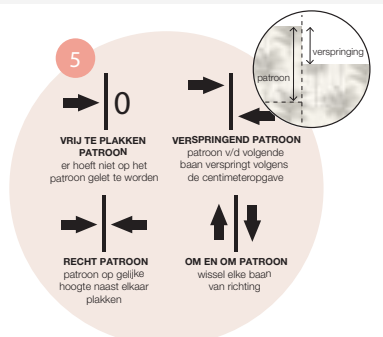 5
verspringing
patroon
0
VRIJ TE PLAKKEN
PATROON
er hoeft niet op het
patroon gelet te worden
VERSPRINGEND PATROON
patroon v/d volgende
baan verspringt volgens
de centimeteropgave
RECHT PATROON
patroon op gelijke
hoogte naast elkaar
plakken
OM EN OM PATROON
wissel elke baan
van richting